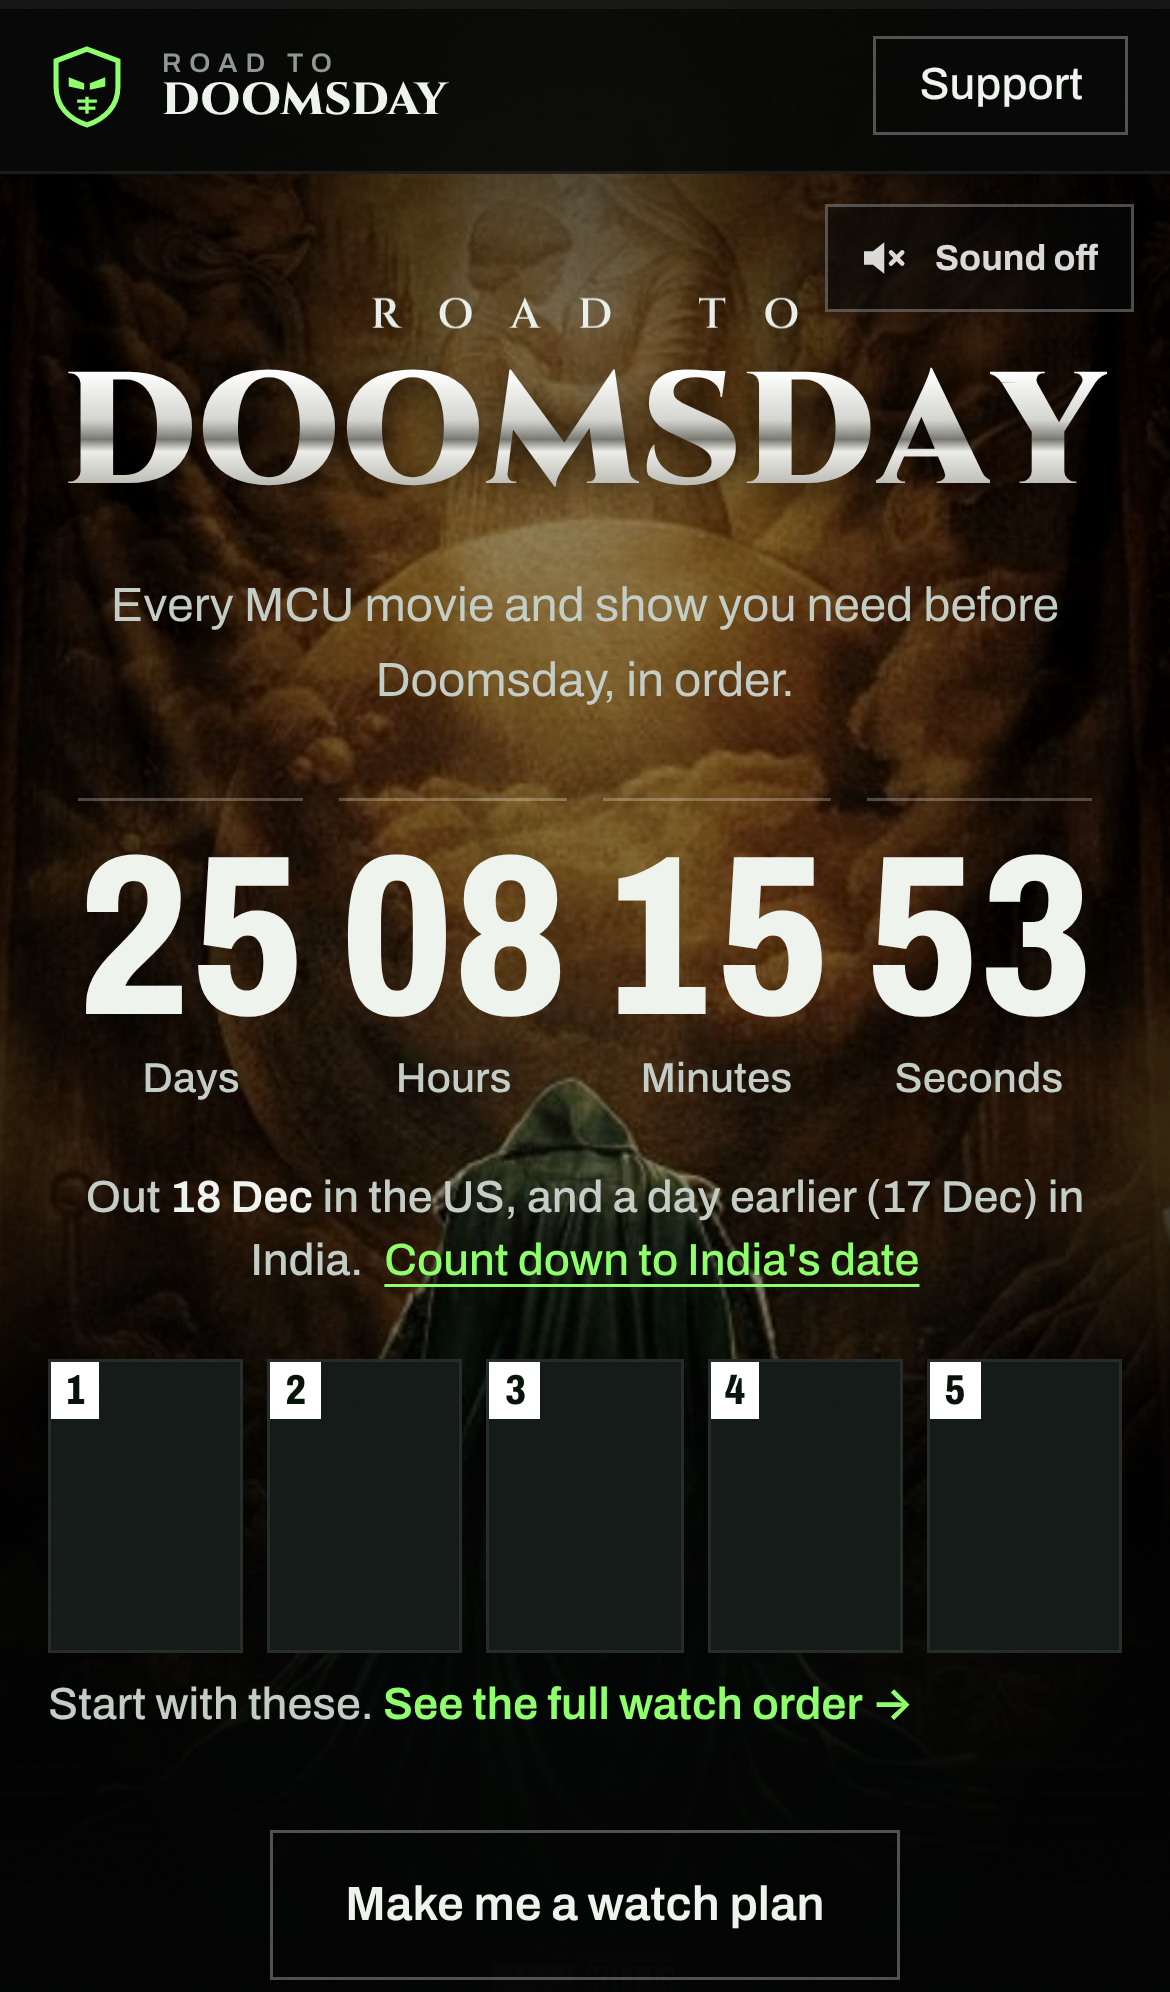 ROAD TO
DOOMSDAY
Support
Sound off
ROAD TO
DOOMSDAY
Every MCU movie and show you need before
Doomsday, in order.
25 08 15 53
Days Hours Minutes Seconds
Out 18 Dec in the US, and a day earlier (17 Dec) in
India. Count down to India's date
1 2 3 4 5
Start with these. See the full watch order →
Make me a watch plan